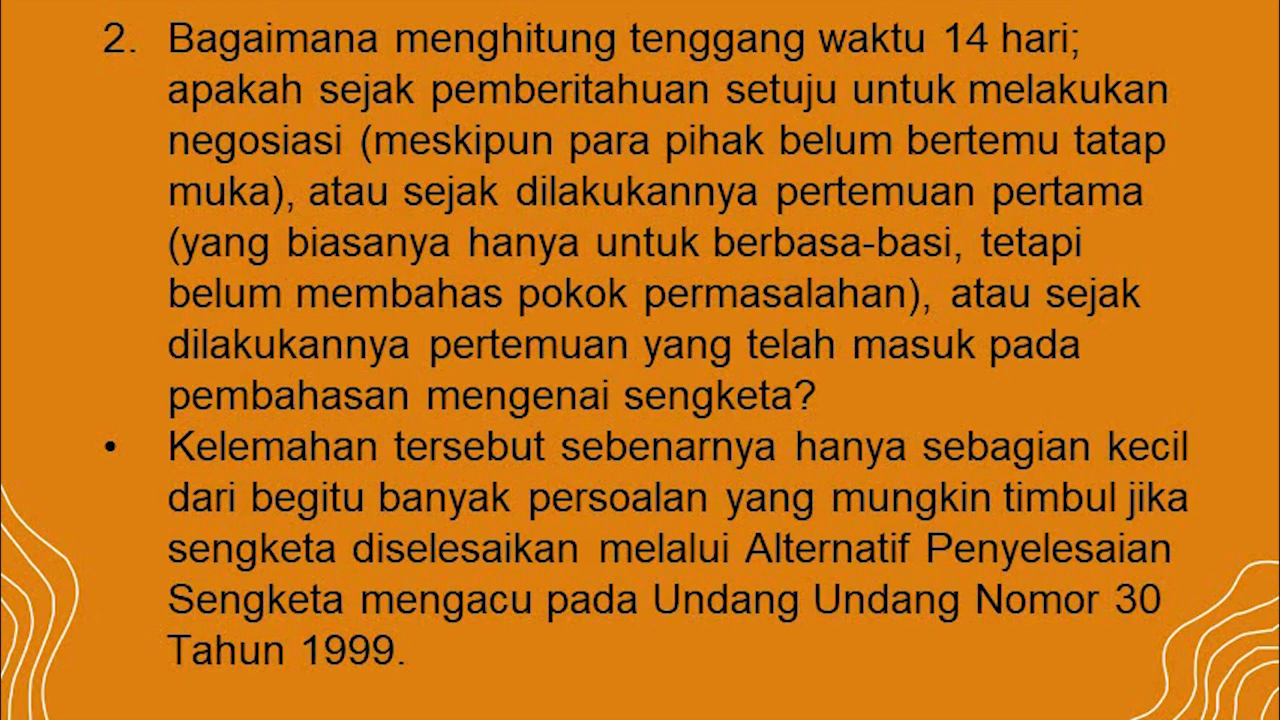 2. Bagaimana menghitung tenggang waktu 14 hari;
apakah sejak pemberitahuan setuju untuk melakukan
negosiasi (meskipun para pihak belum bertemu tatap
muka), atau sejak dilakukannya pertemuan pertama
(yang biasanya hanya untuk berbasa-basi, tetapi
belum membahas pokok permasalahan), atau sejak
dilakukannya pertemuan yang telah masuk pada
pembahasan mengenai sengketa?
• Kelemahan tersebut sebenarnya hanya sebagian kecil
dari begitu banyak persoalan yang mungkin timbul jika
sengketa diselesaikan melalui Alternatif Penyelesaian
Sengketa mengacu pada Undang Undang Nomor 30
Tahun 1999.